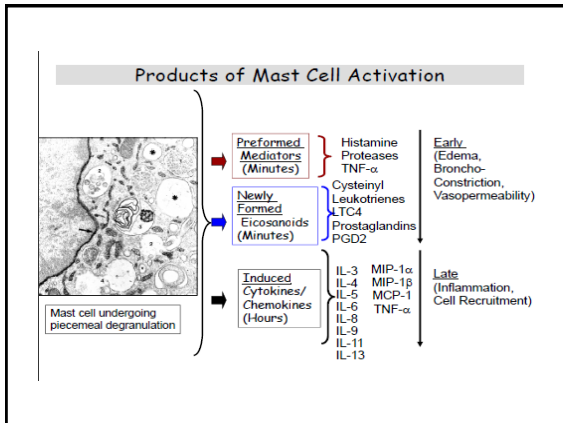 Products of Mast Cell Activation
Preformed
Mediators
(Minutes)
Histamine
Proteases
TNF-α
Early
(Edema,
Broncho-
Constriction,
Vasopermeability)
Newly
Formed
Eicosanoids
(Minutes)
Cysteinyl
Leukotrienes
LTC4
Prostaglandins
PGD2
Induced
Cytokines/
Chemokines
(Hours)
IL-3
IL-4
IL-5
IL-6
IL-8
IL-9
IL-11
IL-13
MIP-1α
MIP-1β
MCP-1
TNF-α
Late
(Inflammation,
Cell Recruitment)
Mast cell undergoing
piecemeal degranulation